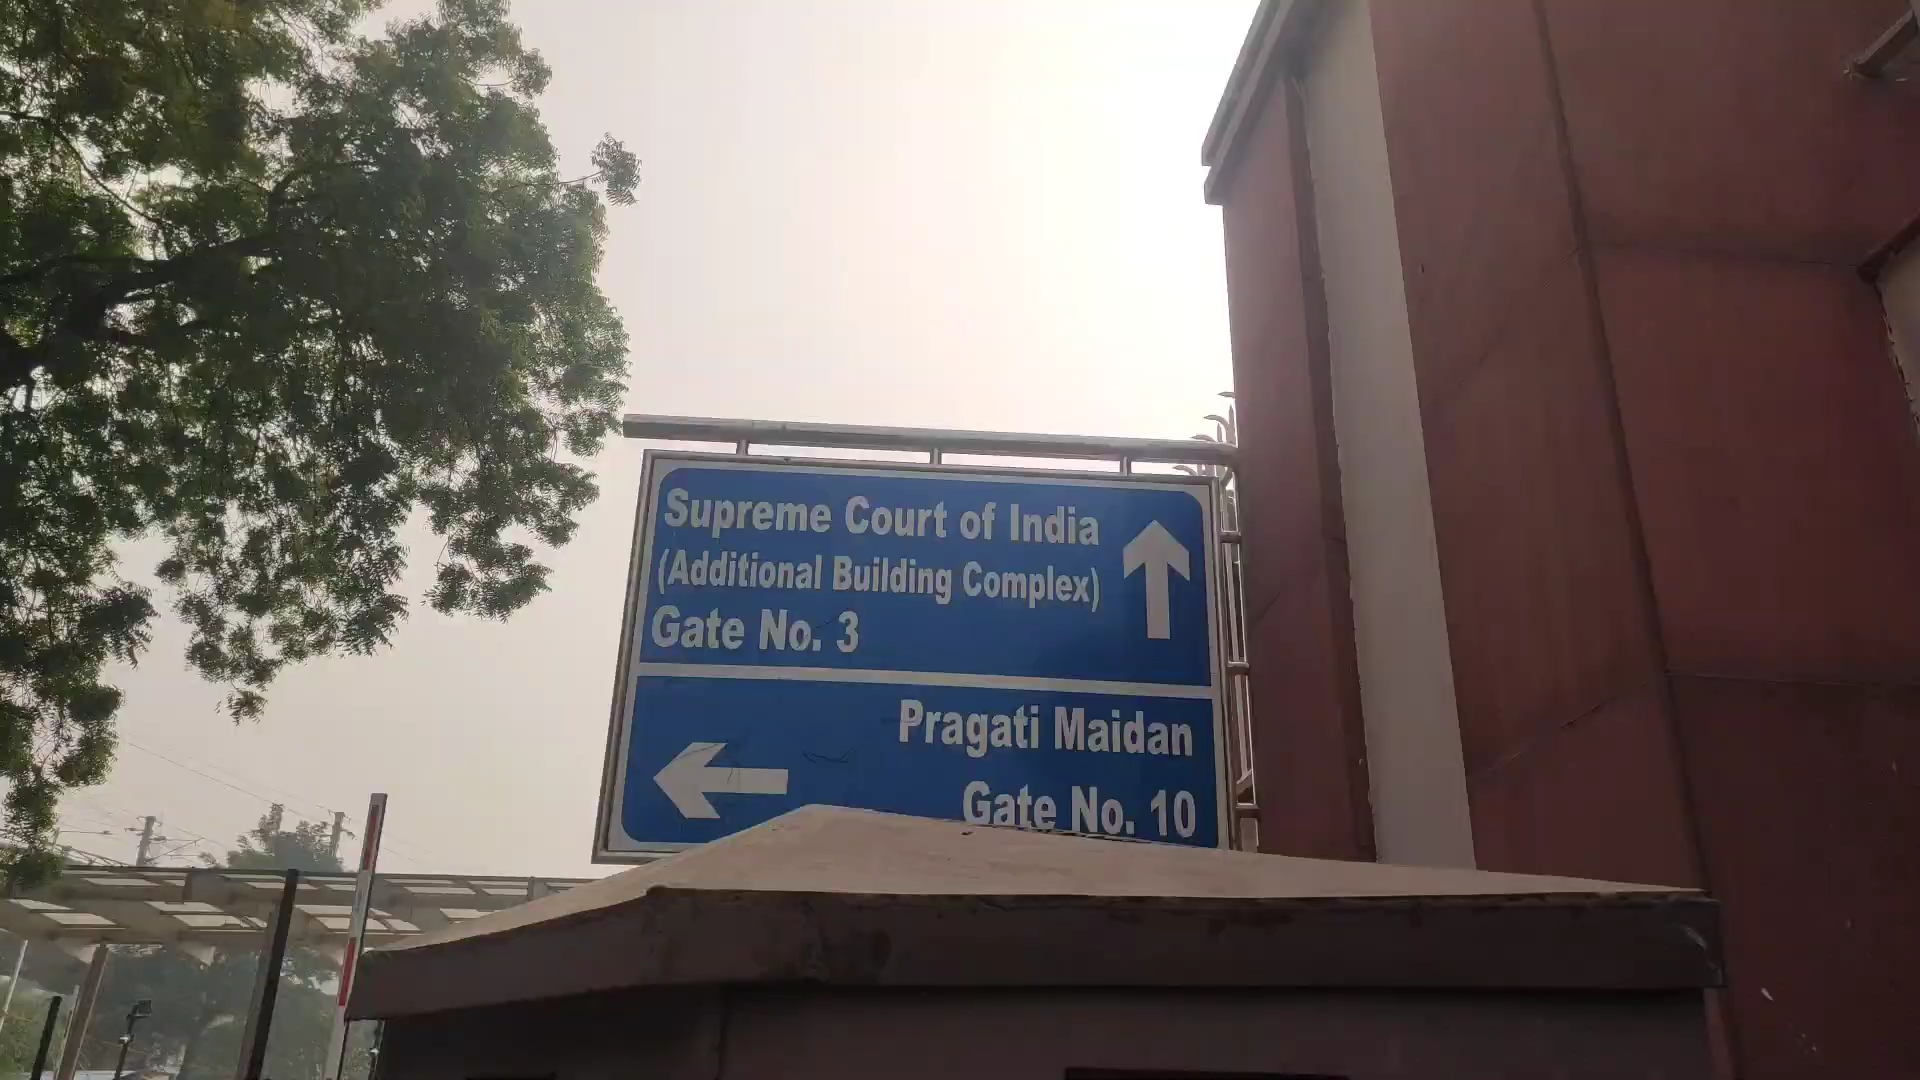 Supreme Court of India
(Additional Building Complex)
Gate No. 3
Pragati Maidan
Gate No. 10